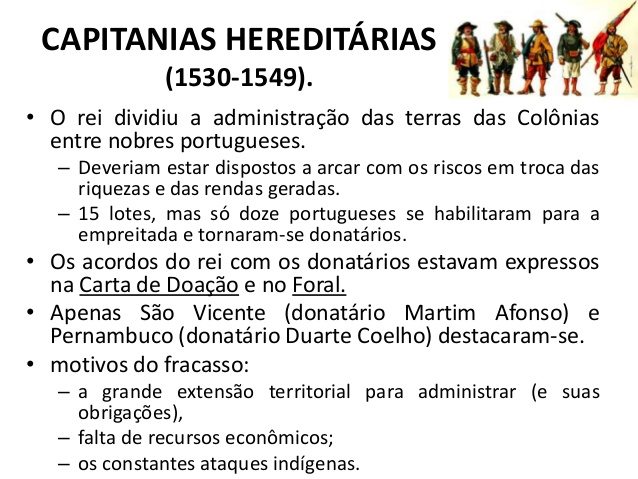 CAPITANIAS HEREDITÁRIAS
(1530-1549).
• O rei dividiu a administração das terras das Colônias
entre nobres portugueses.
– Deveriam estar dispostos a arcar com os riscos em troca das
riquezas e das rendas geradas.
– 15 lotes, mas só doze portugueses se habilitaram para a
empreitada e tornaram-se donatários.
• Os acordos do rei com os donatários estavam expressos
na Carta de Doação e no Foral.
• Apenas São Vicente (donatário Martim Afonso) e
Pernambuco (donatário Duarte Coelho) destacaram-se.
• motivos do fracasso:
– a grande extensão territorial para administrar (e suas
obrigações),
– falta de recursos econômicos;
– os constantes ataques indígenas.